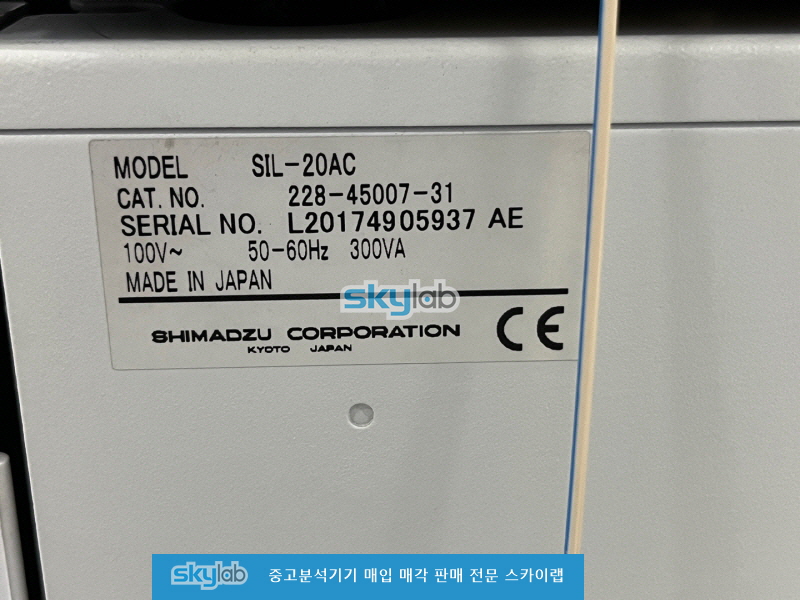 MODEL SIL-20AC
CAT. NO. 228-45007-31
SERIAL NO. L20174905937 AE
100V~ 50-60Hz 300VA
MADE IN JAPAN
skylab
SHIMADZU CORPORATION
KYOTO JAPAN
CE
skylab 중고분석기기 매입 매각 판매 전문 스카이랩